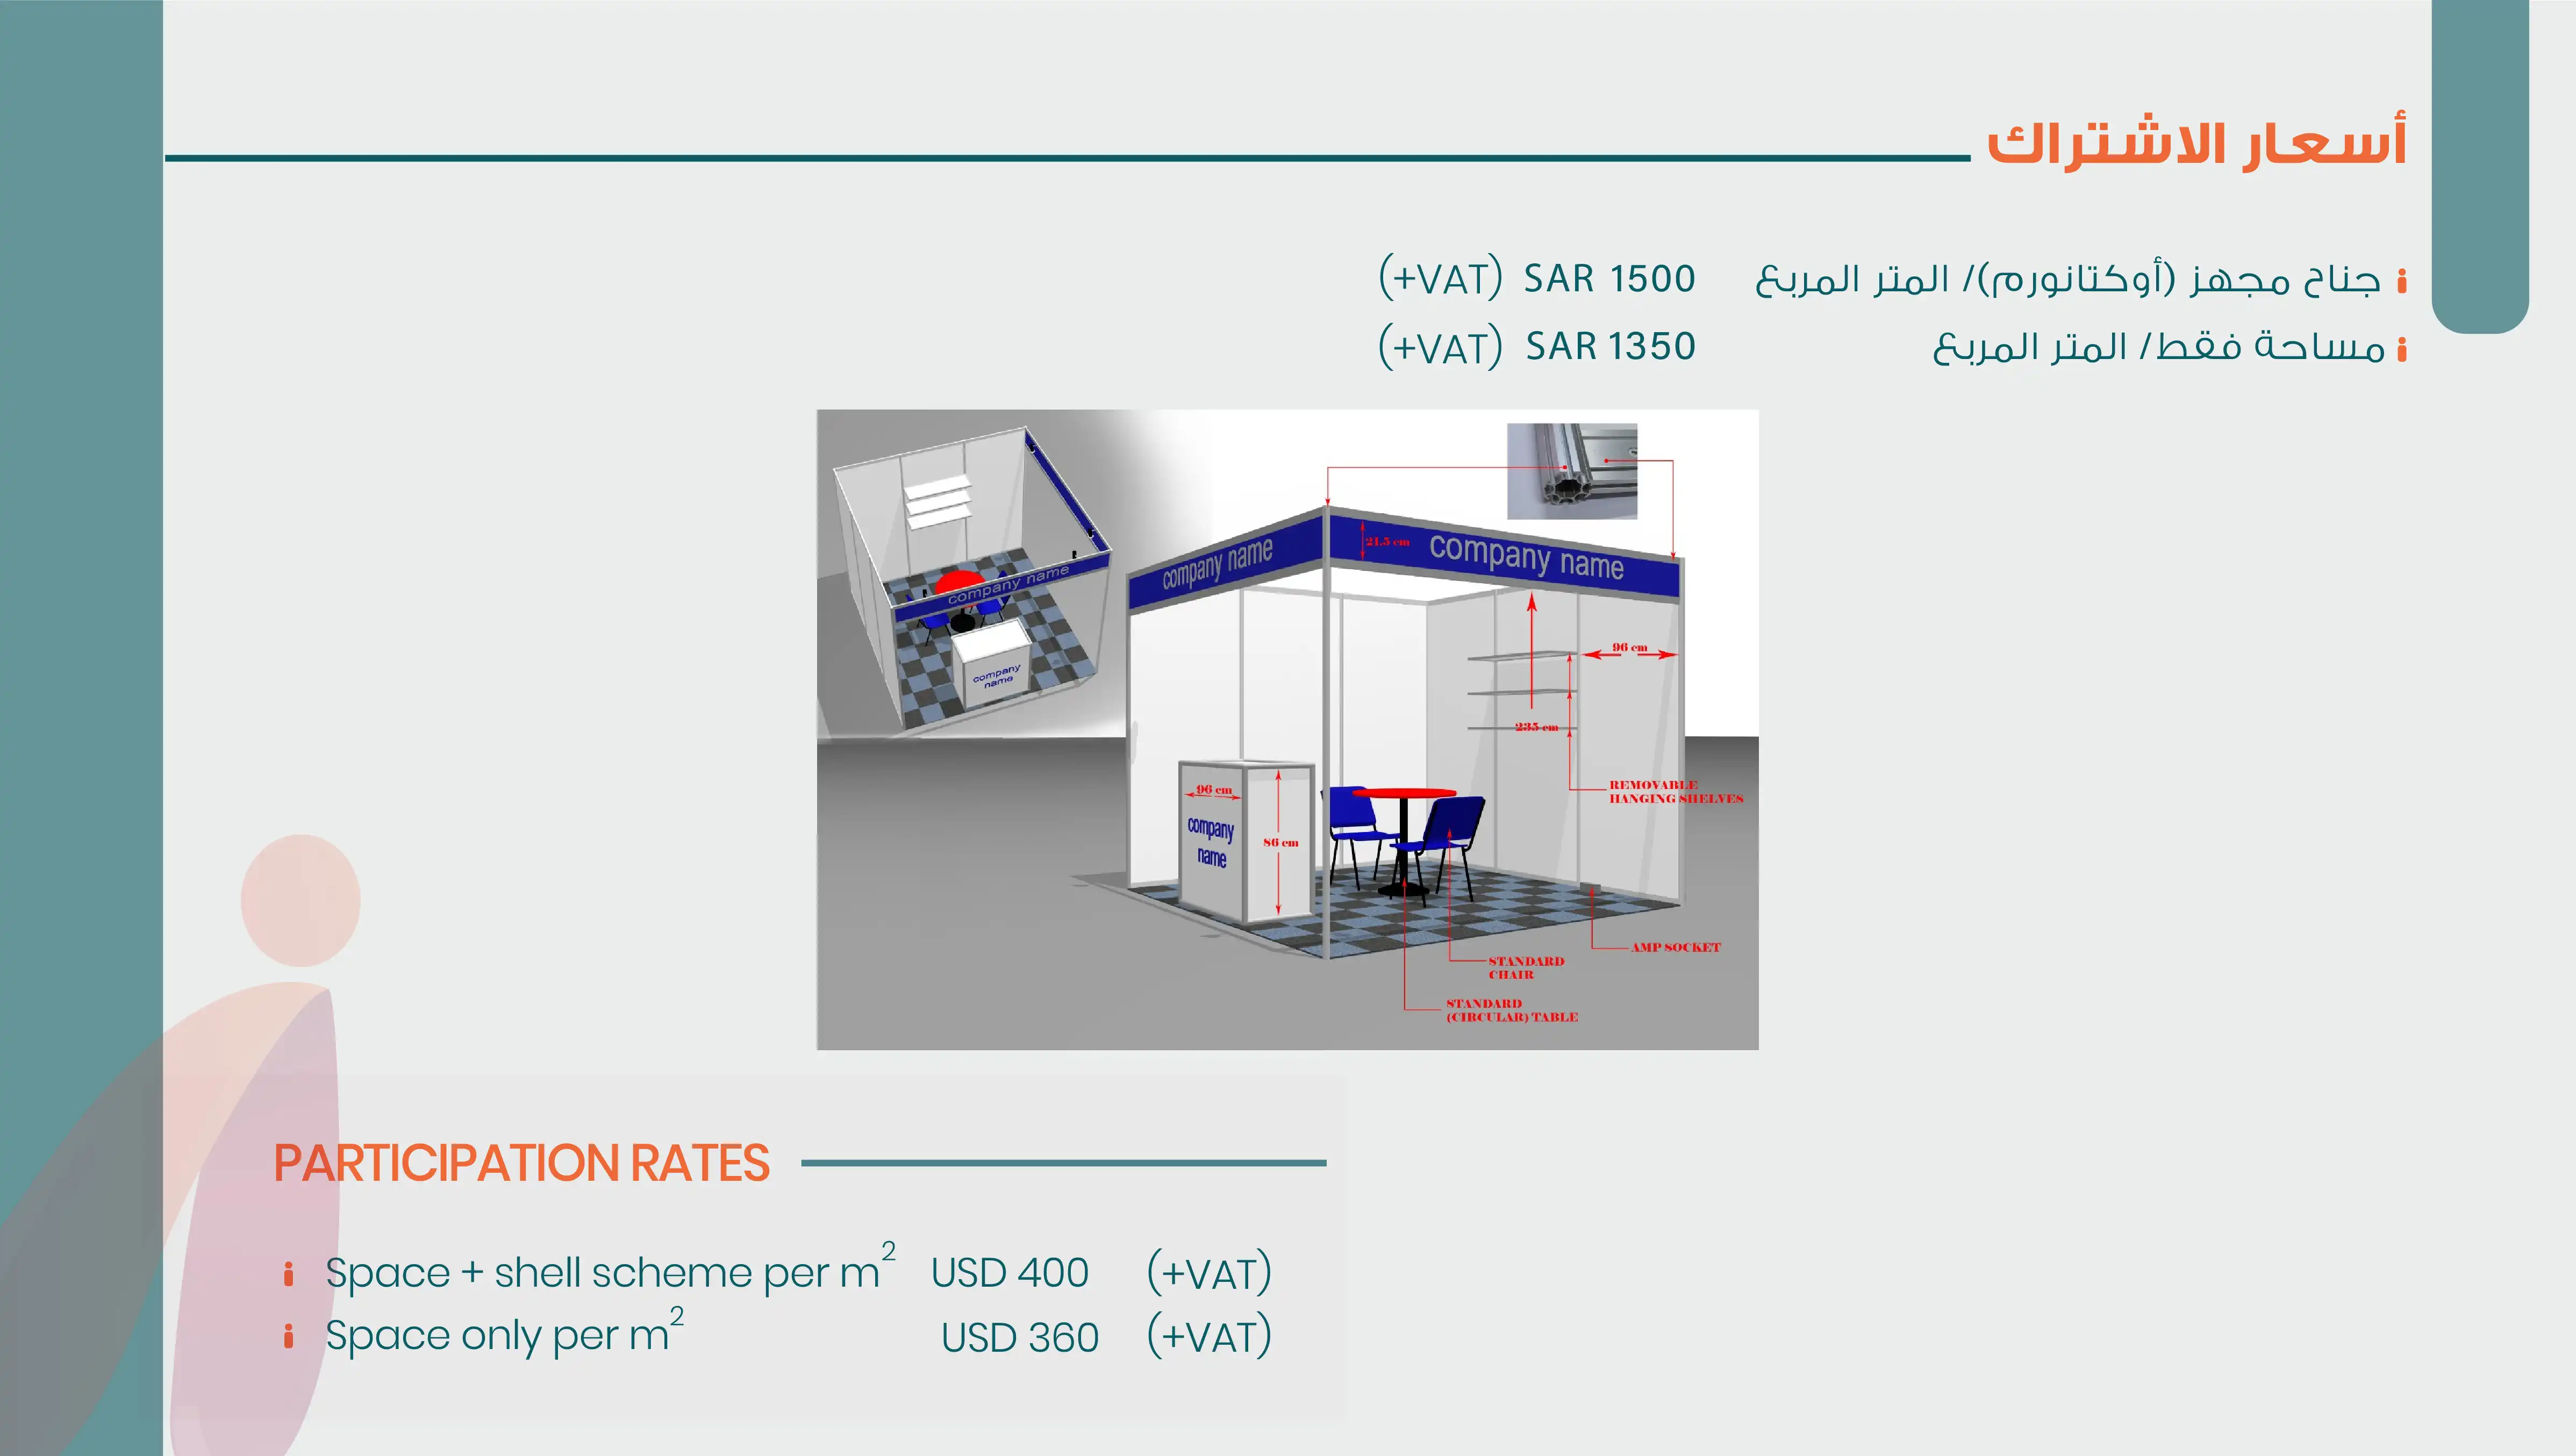 أسعار الاشتراك
جناح مجهز (أوكتانورم)/ المتر المربع SAR 1500 (+VAT)
مساحة فقط/ المتر المربع SAR 1350 (+VAT)
company name
company
name
company name
company name
21.5 cm
96 cm
235 cm
REMOVABLE
HANGING SHELVES
96 cm
company
name
86 cm
AMP SOCKET
STANDARD
CHAIR
STANDARD
(CIRCULAR) TABLE
PARTICIPATION RATES
Space + shell scheme per m² USD 400 (+VAT)
Space only per m² USD 360 (+VAT)